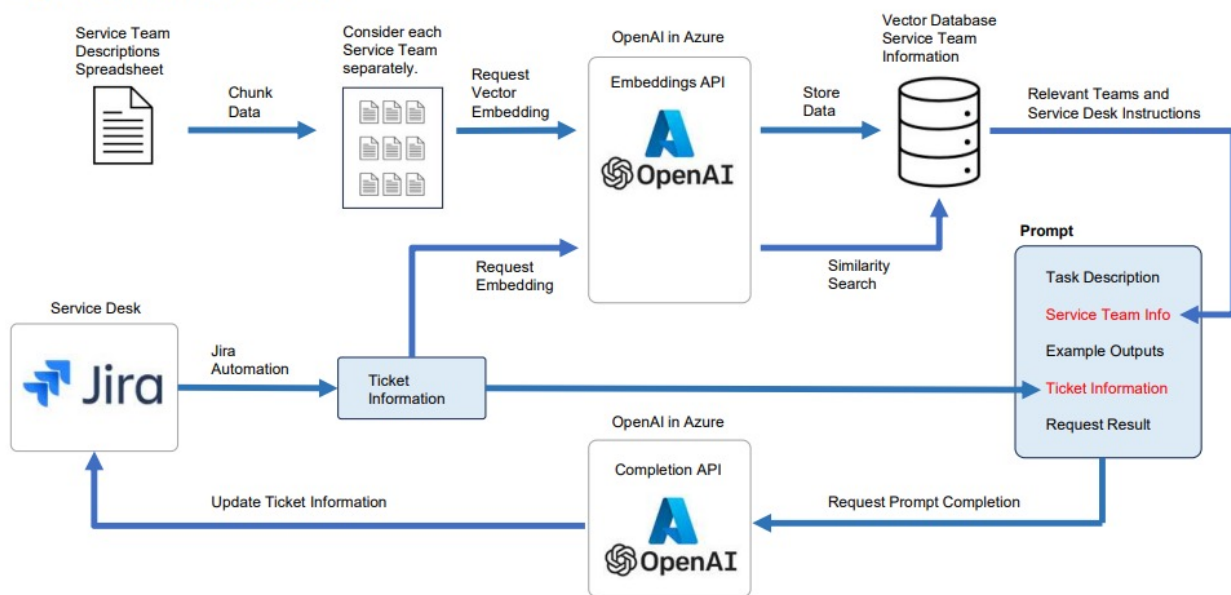 Service Team
Descriptions
Spreadsheet
Chunk
Data
Consider each
Service Team
separately.
Request
Vector
Embedding
OpenAI in Azure
Embeddings API
OpenAI
Store
Data
Vector Database
Service Team
Information
Relevant Teams and
Service Desk Instructions
Request
Embedding
Similarity
Search
Prompt
Task Description
Service Team Info
Example Outputs
Ticket Information
Request Result
Service Desk
Jira
Jira
Automation
Ticket
Information
OpenAI in Azure
Completion API
OpenAI
Request Prompt Completion
Update Ticket Information